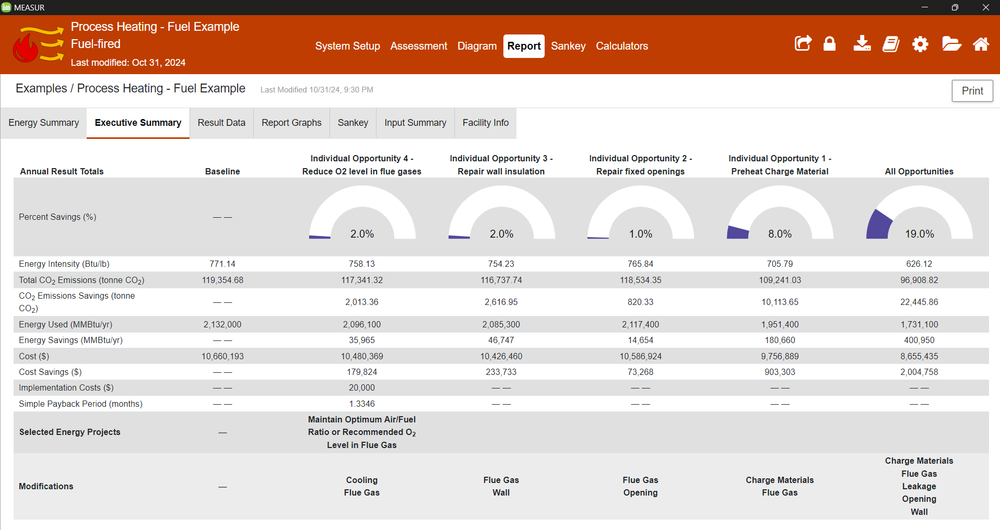 MEASUR
Process Heating - Fuel Example
Fuel-fired
Last modified: Oct 31, 2024
System Setup Assessment Diagram Report Sankey Calculators
Examples / Process Heating - Fuel Example Last Modified 10/31/24, 9:30 PM
Print
Energy Summary Executive Summary Result Data Report Graphs Sankey Input Summary Facility Info
Individual Opportunity 4 - Individual Opportunity 3 - Individual Opportunity 2 - Individual Opportunity 1 -
Annual Result Totals Baseline Reduce O2 level in flue gases Repair wall insulation Repair fixed openings Preheat Charge Material All Opportunities
Percent Savings (%) — — 2.0% 2.0% 1.0% 8.0% 19.0%
Energy Intensity (Btu/lb) 771.14 758.13 754.23 765.84 705.79 626.12
Total CO₂ Emissions (tonne CO₂) 119,354.68 117,341.32 116,737.74 118,534.35 109,241.03 96,908.82
CO₂ Emissions Savings (tonne
CO₂) — — 2,013.36 2,616.95 820.33 10,113.65 22,445.86
Energy Used (MMBtu/yr) 2,132,000 2,096,100 2,085,300 2,117,400 1,951,400 1,731,100
Energy Savings (MMBtu/yr) — — 35,965 46,747 14,654 180,660 400,950
Cost ($) 10,660,193 10,480,369 10,426,460 10,586,924 9,756,889 8,655,435
Cost Savings ($) — — 179,824 233,733 73,268 903,303 2,004,758
Implementation Costs ($) — — 20,000 — — — — — — — —
Simple Payback Period (months) — — 1.3346 — — — — — — — —
Selected Energy Projects —
Maintain Optimum Air/Fuel
Ratio or Recommended O₂
Level in Flue Gas
Modifications —
Cooling
Flue Gas
Flue Gas
Wall
Flue Gas
Opening
Charge Materials
Flue Gas
Charge Materials
Flue Gas
Leakage
Opening
Wall